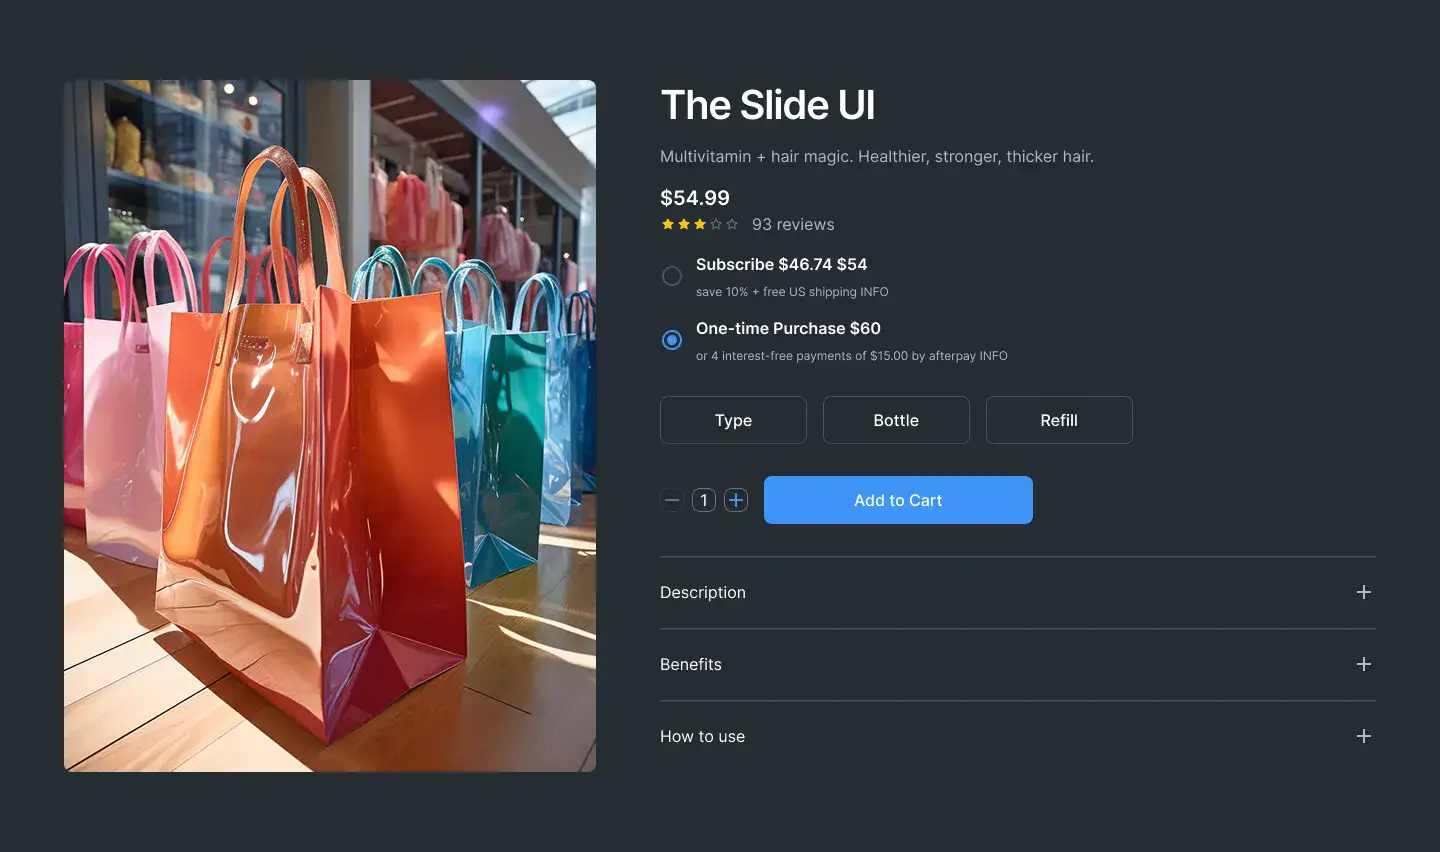 The Slide UI
Multivitamin + hair magic. Healthier, stronger, thicker hair.
$54.99
93 reviews
Subscribe $46.74 $54
save 10% + free US shipping INFO
One-time Purchase $60
or 4 interest-free payments of $15.00 by afterpay INFO
Type
Bottle
Refill
1
Add to Cart
Description
Benefits
How to use